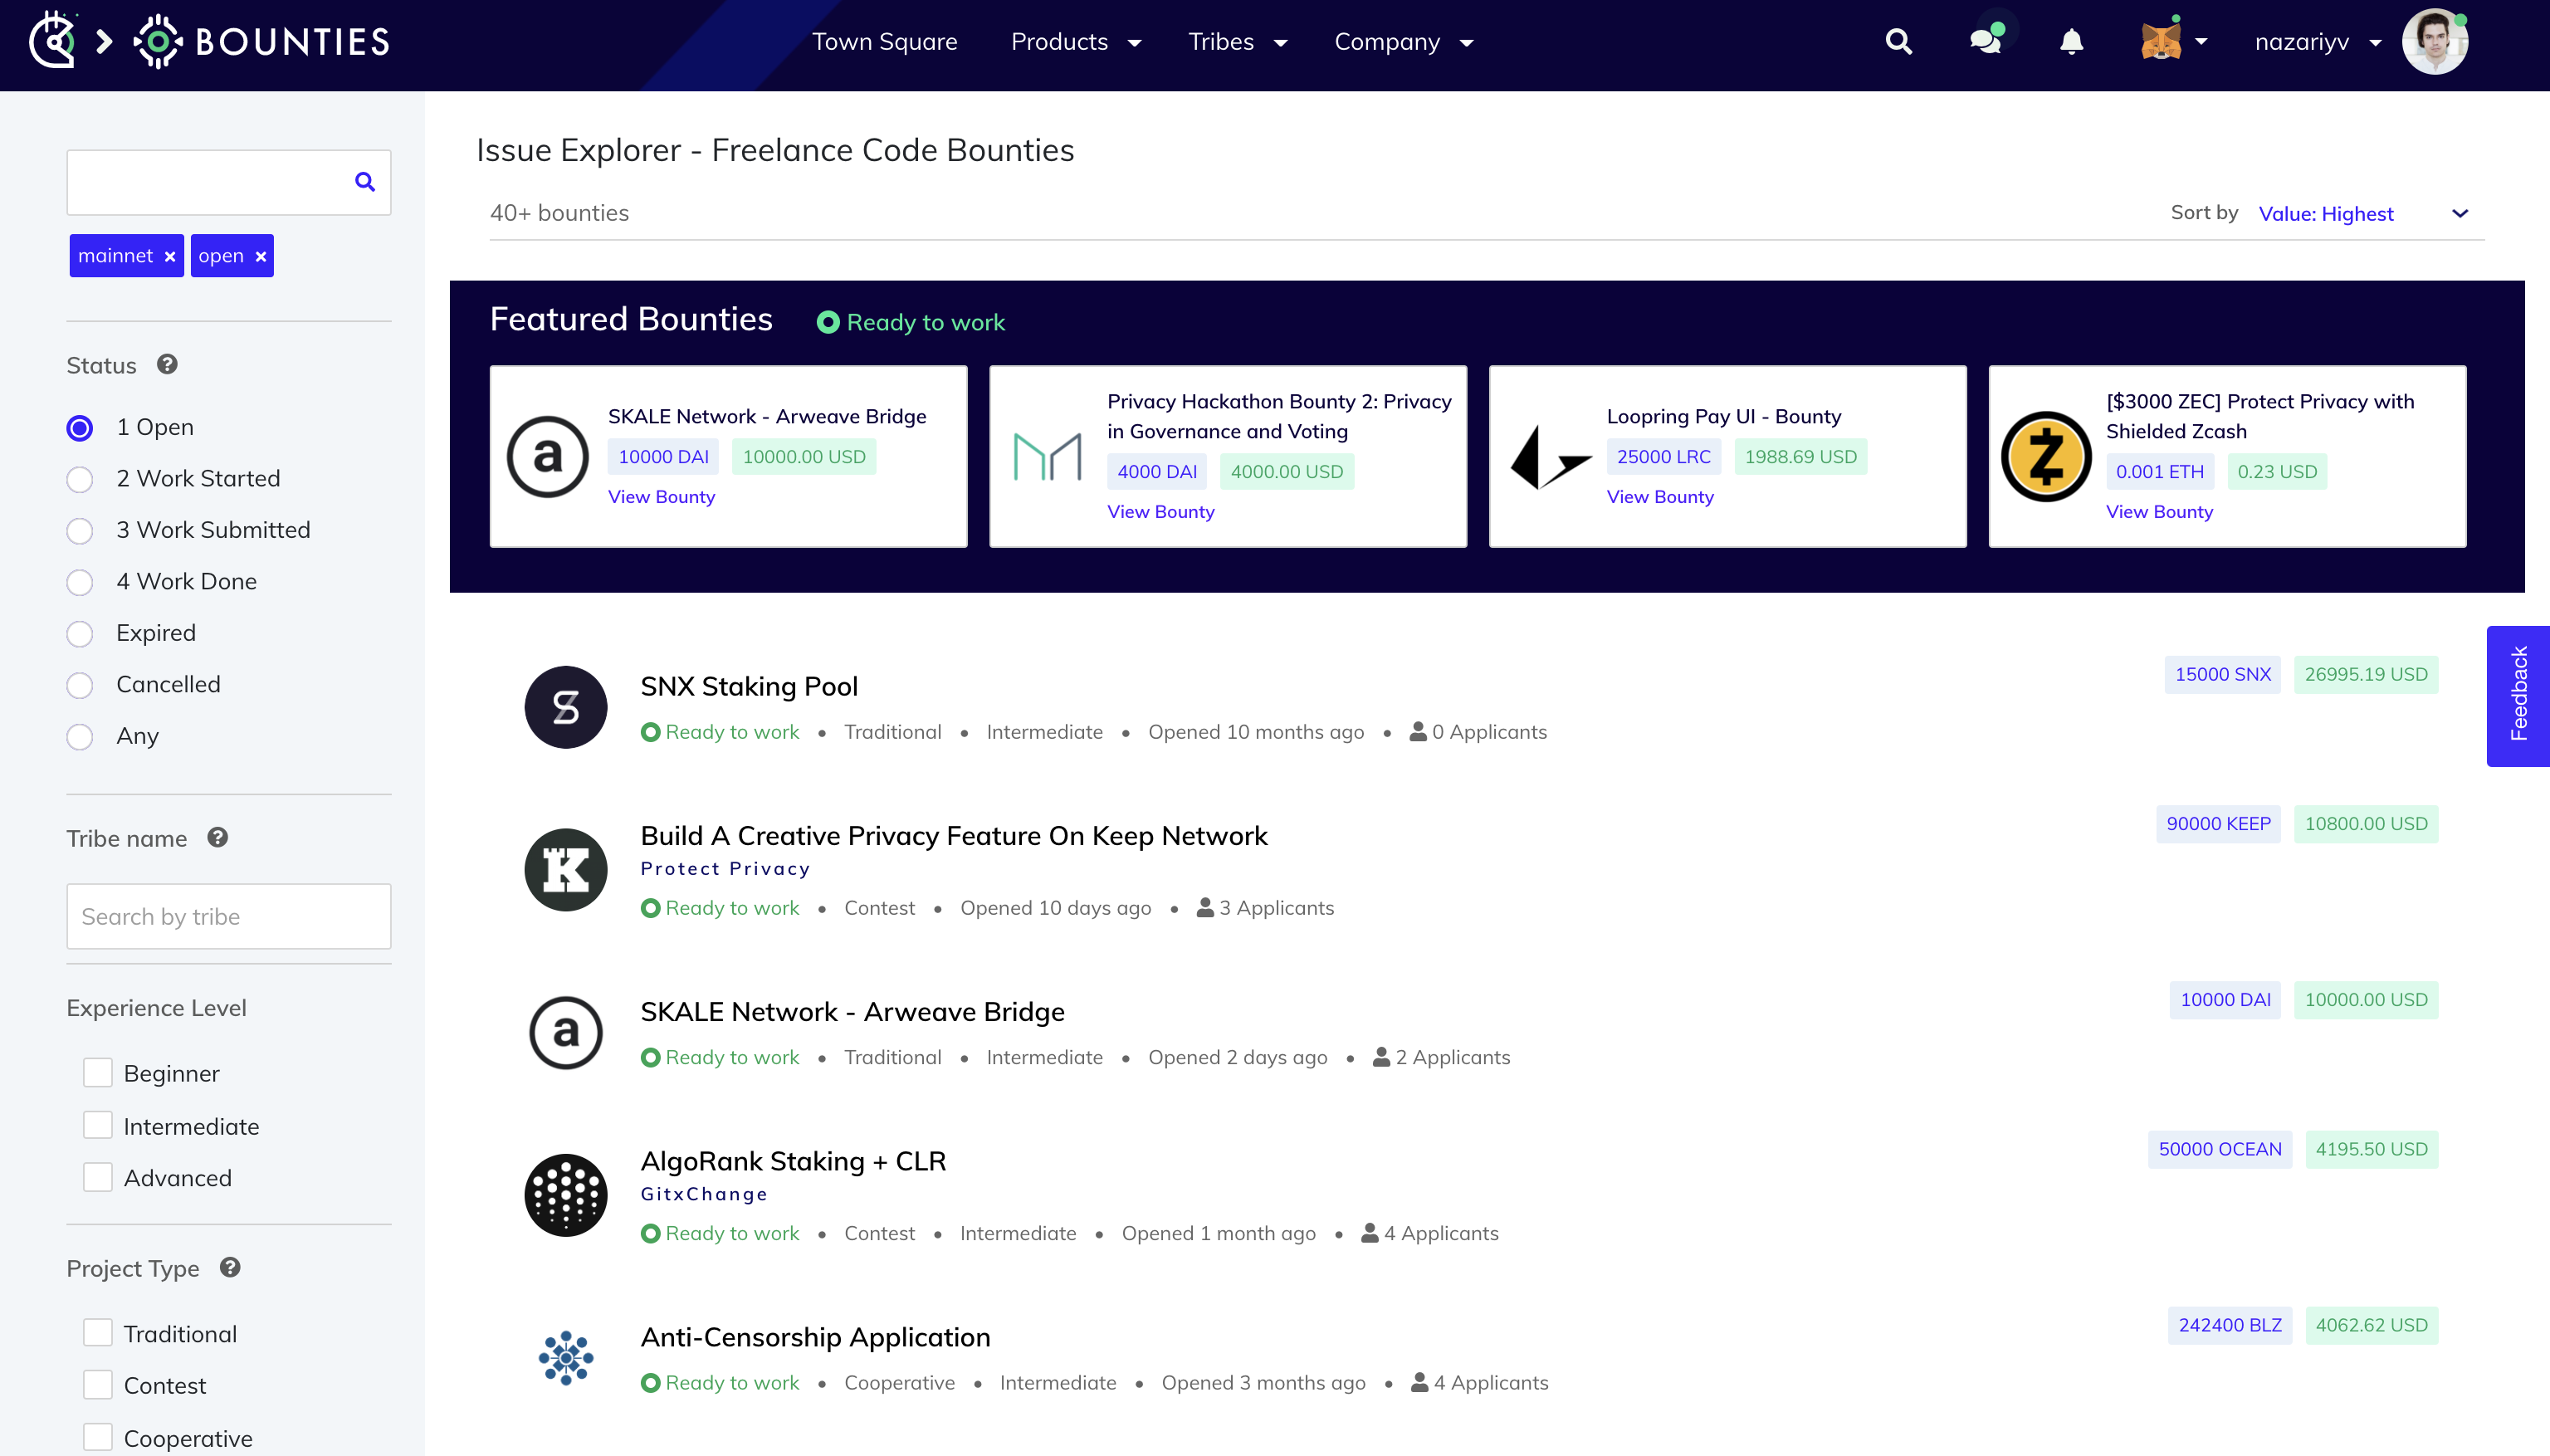 BOUNTIES
Town Square
Products
Tribes
Company
nazariyv
mainnet ×
open ×
Status
1 Open
2 Work Started
3 Work Submitted
4 Work Done
Expired
Cancelled
Any
Tribe name
Search by tribe
Experience Level
Beginner
Intermediate
Advanced
Project Type
Traditional
Contest
Cooperative
Issue Explorer - Freelance Code Bounties
40+ bounties
Sort by Value: Highest
Featured Bounties
Ready to work
SKALE Network - Arweave Bridge
10000 DAI 10000.00 USD
View Bounty
Privacy Hackathon Bounty 2: Privacy
in Governance and Voting
4000 DAI 4000.00 USD
View Bounty
Loopring Pay UI - Bounty
25000 LRC 1988.69 USD
View Bounty
[$3000 ZEC] Protect Privacy with
Shielded Zcash
0.001 ETH 0.23 USD
View Bounty
SNX Staking Pool
15000 SNX 26995.19 USD
Ready to work • Traditional • Intermediate • Opened 10 months ago • 0 Applicants
Build A Creative Privacy Feature On Keep Network
90000 KEEP 10800.00 USD
Protect Privacy
Ready to work • Contest • Opened 10 days ago • 3 Applicants
SKALE Network - Arweave Bridge
10000 DAI 10000.00 USD
Ready to work • Traditional • Intermediate • Opened 2 days ago • 2 Applicants
AlgoRank Staking + CLR
50000 OCEAN 4195.50 USD
GitxChange
Ready to work • Contest • Intermediate • Opened 1 month ago • 4 Applicants
Anti-Censorship Application
242400 BLZ 4062.62 USD
Ready to work • Cooperative • Intermediate • Opened 3 months ago • 4 Applicants
Feedback